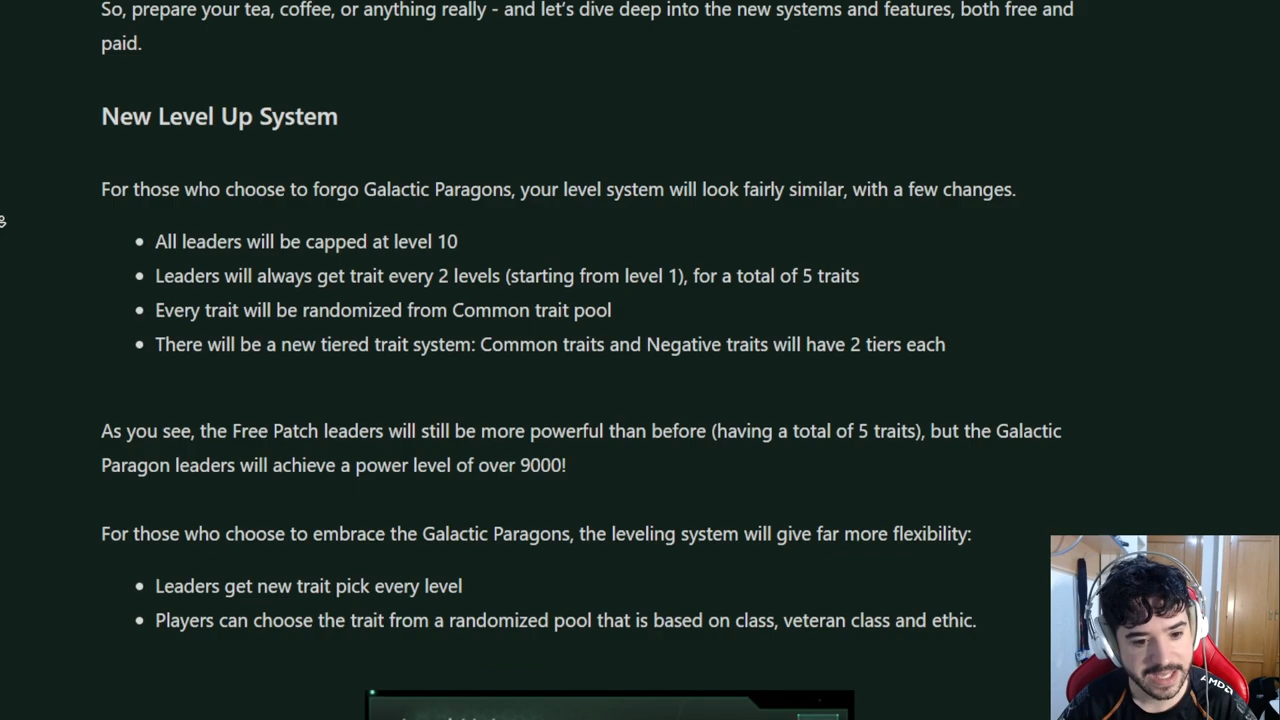 So, prepare your tea, coffee, or anything really - and let's dive deep into the new systems and features, both free and
paid.
New Level Up System
For those who choose to forgo Galactic Paragons, your level system will look fairly similar, with a few changes.
• All leaders will be capped at level 10
• Leaders will always get trait every 2 levels (starting from level 1), for a total of 5 traits
• Every trait will be randomized from Common trait pool
• There will be a new tiered trait system: Common traits and Negative traits will have 2 tiers each
As you see, the Free Patch leaders will still be more powerful than before (having a total of 5 traits), but the Galactic
Paragon leaders will achieve a power level of over 9000!
For those who choose to embrace the Galactic Paragons, the leveling system will give far more flexibility:
• Leaders get new trait pick every level
• Players can choose the trait from a randomized pool that is based on class, veteran class and ethic.
AMD